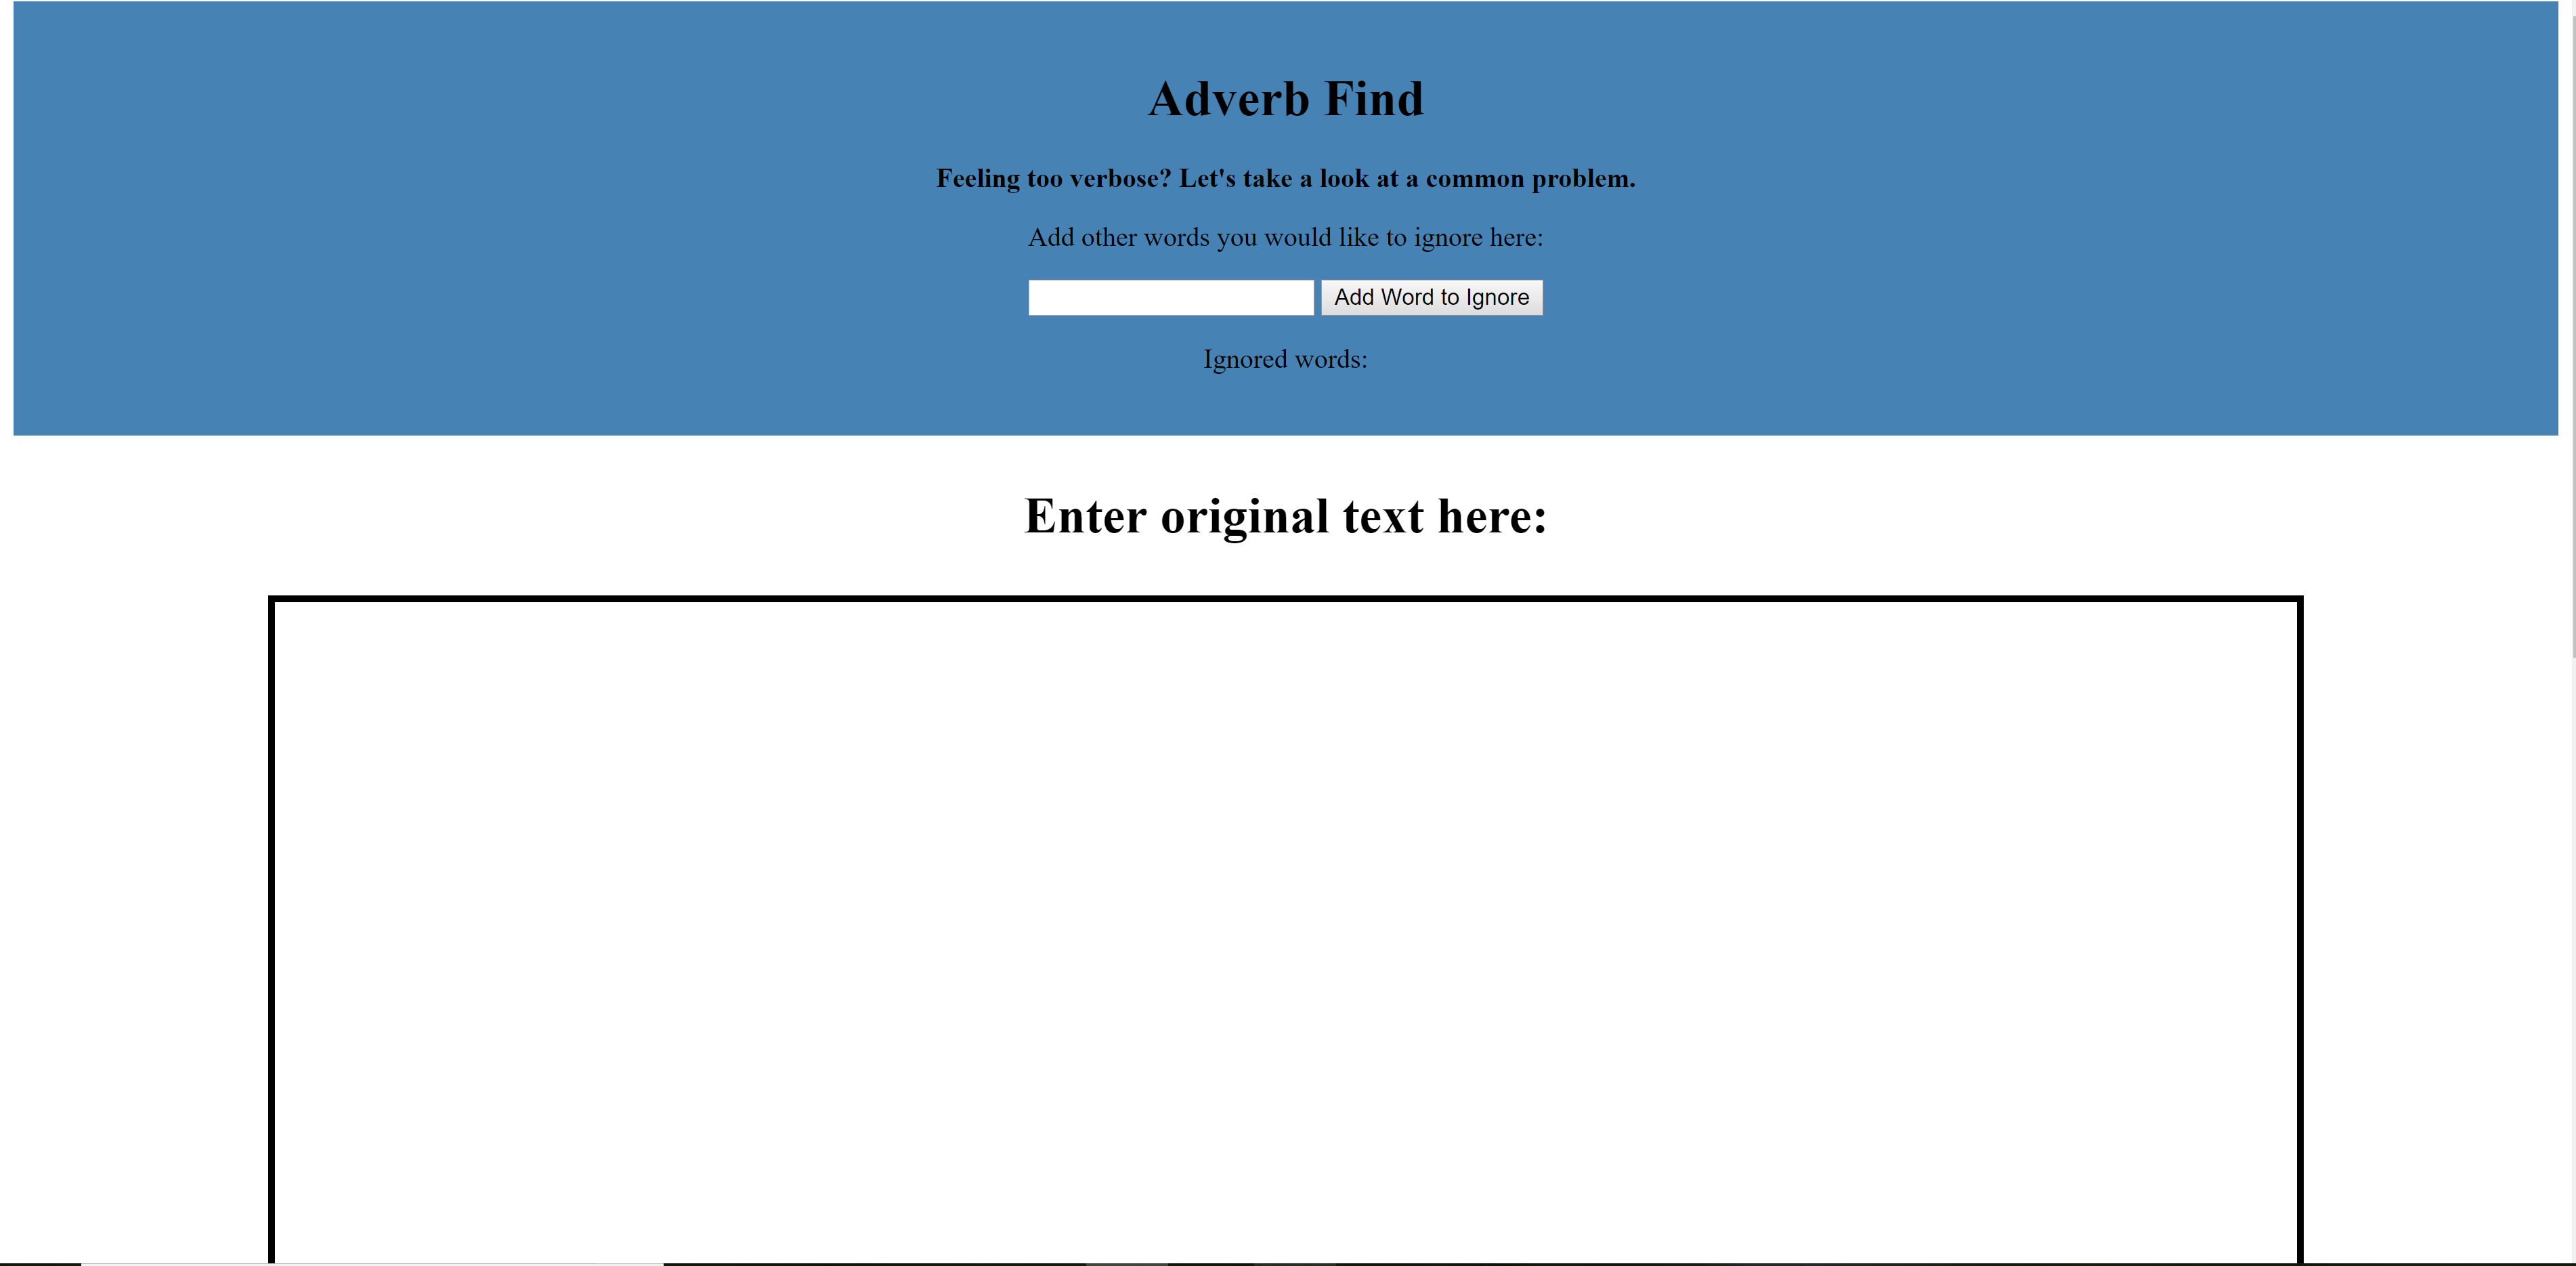 Adverb Find
Feeling too verbose? Let's take a look at a common problem.
Add other words you would like to ignore here:
Add Word to Ignore
Ignored words:
Enter original text here: